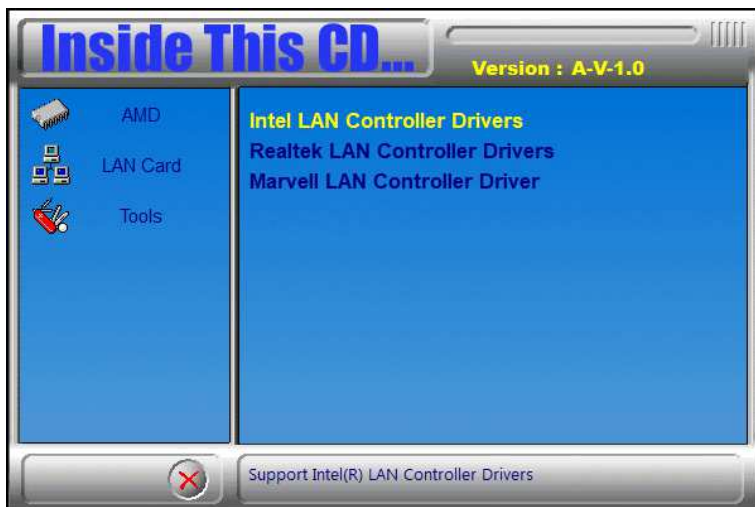 Inside This CD...
Version : A-V-1.0
AMD
LAN Card
Tools
Intel LAN Controller Drivers
Realtek LAN Controller Drivers
Marvell LAN Controller Driver
Support Intel(R) LAN Controller Drivers